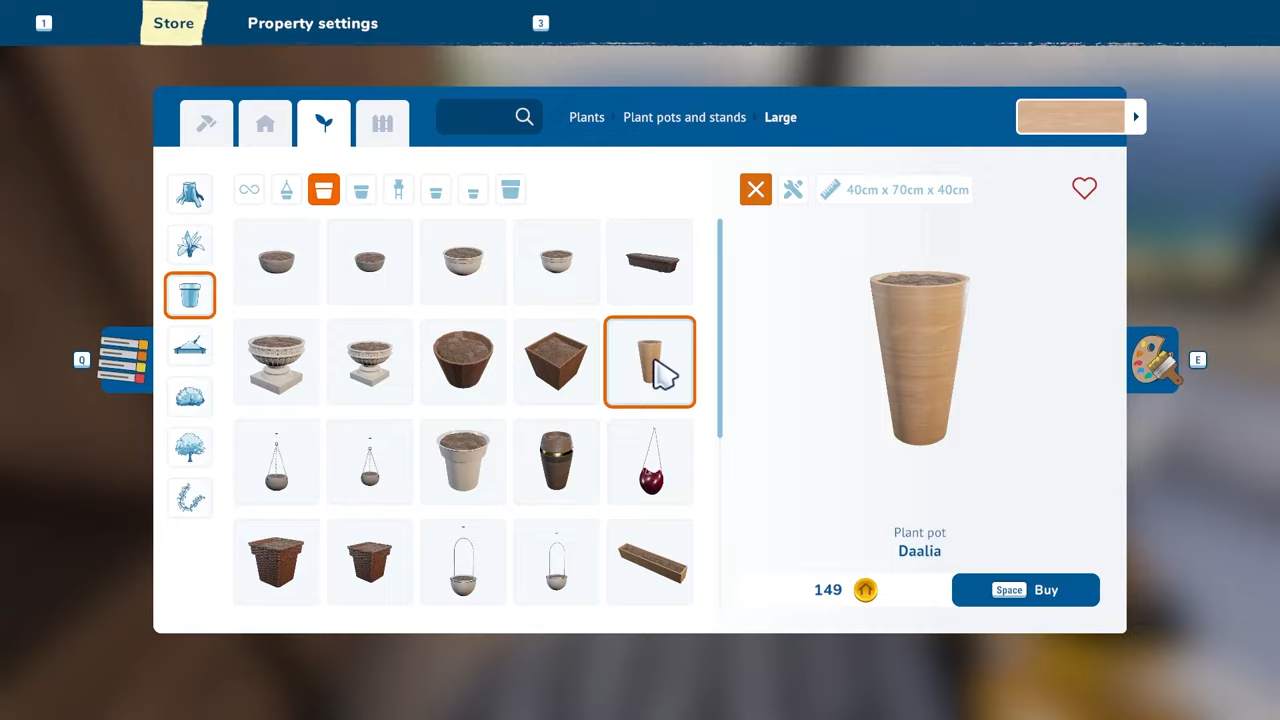 1
Store
Property settings
3
Plants
Plant pots and stands
Large
40cm x 70cm x 40cm
Q
E
Plant pot
Daalia
149
Space Buy